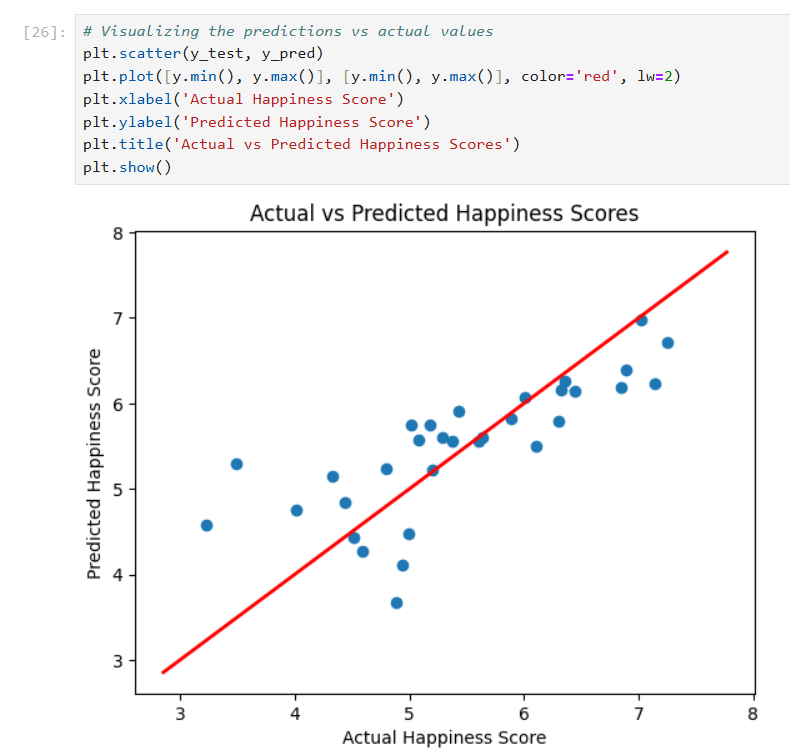 [26]: # Visualizing the predictions vs actual values
plt.scatter(y_test, y_pred)
plt.plot([y.min(), y.max()], [y.min(), y.max()], color='red', lw=2)
plt.xlabel('Actual Happiness Score')
plt.ylabel('Predicted Happiness Score')
plt.title('Actual vs Predicted Happiness Scores')
plt.show()
Actual vs Predicted Happiness Scores
Predicted Happiness Score
8
7
6
5
4
3
3 4 5 6 7 8
Actual Happiness Score